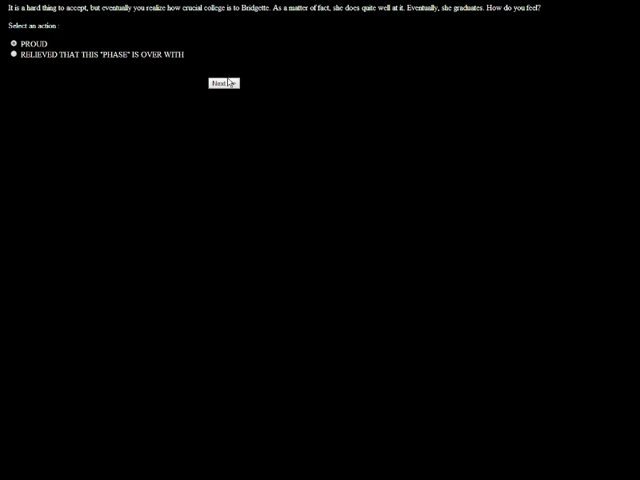 It is a hard thing to accept, but eventually you realize how crucial college is to Bridgette. As a matter of fact, she does quite well at it. Eventually, she graduates. How do you feel?
Select an action :
PROUD
RELIEVED THAT THIS "PHASE" IS OVER WITH
Next